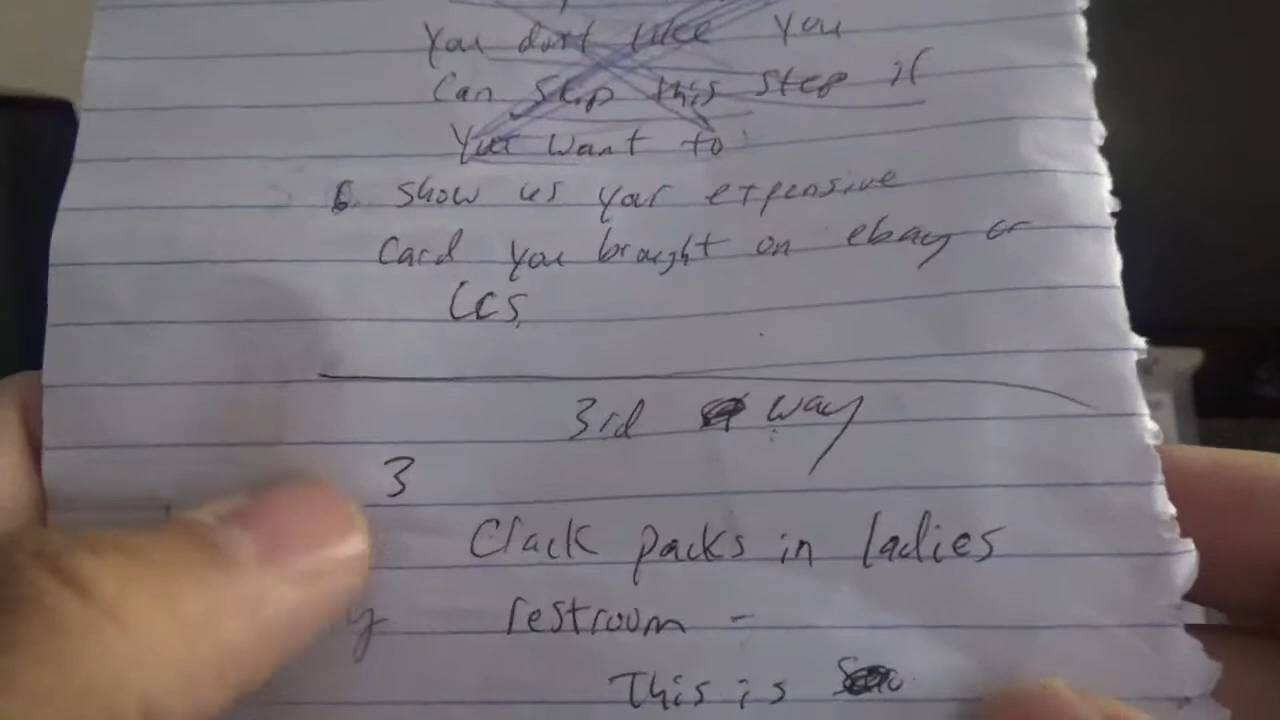 You don't like you
Can skip this step if
You want to
6. show us your expensive
Card you brought on ebay or
LCS.
3rd way
3
Clack packs in ladies
y restroom -
This is